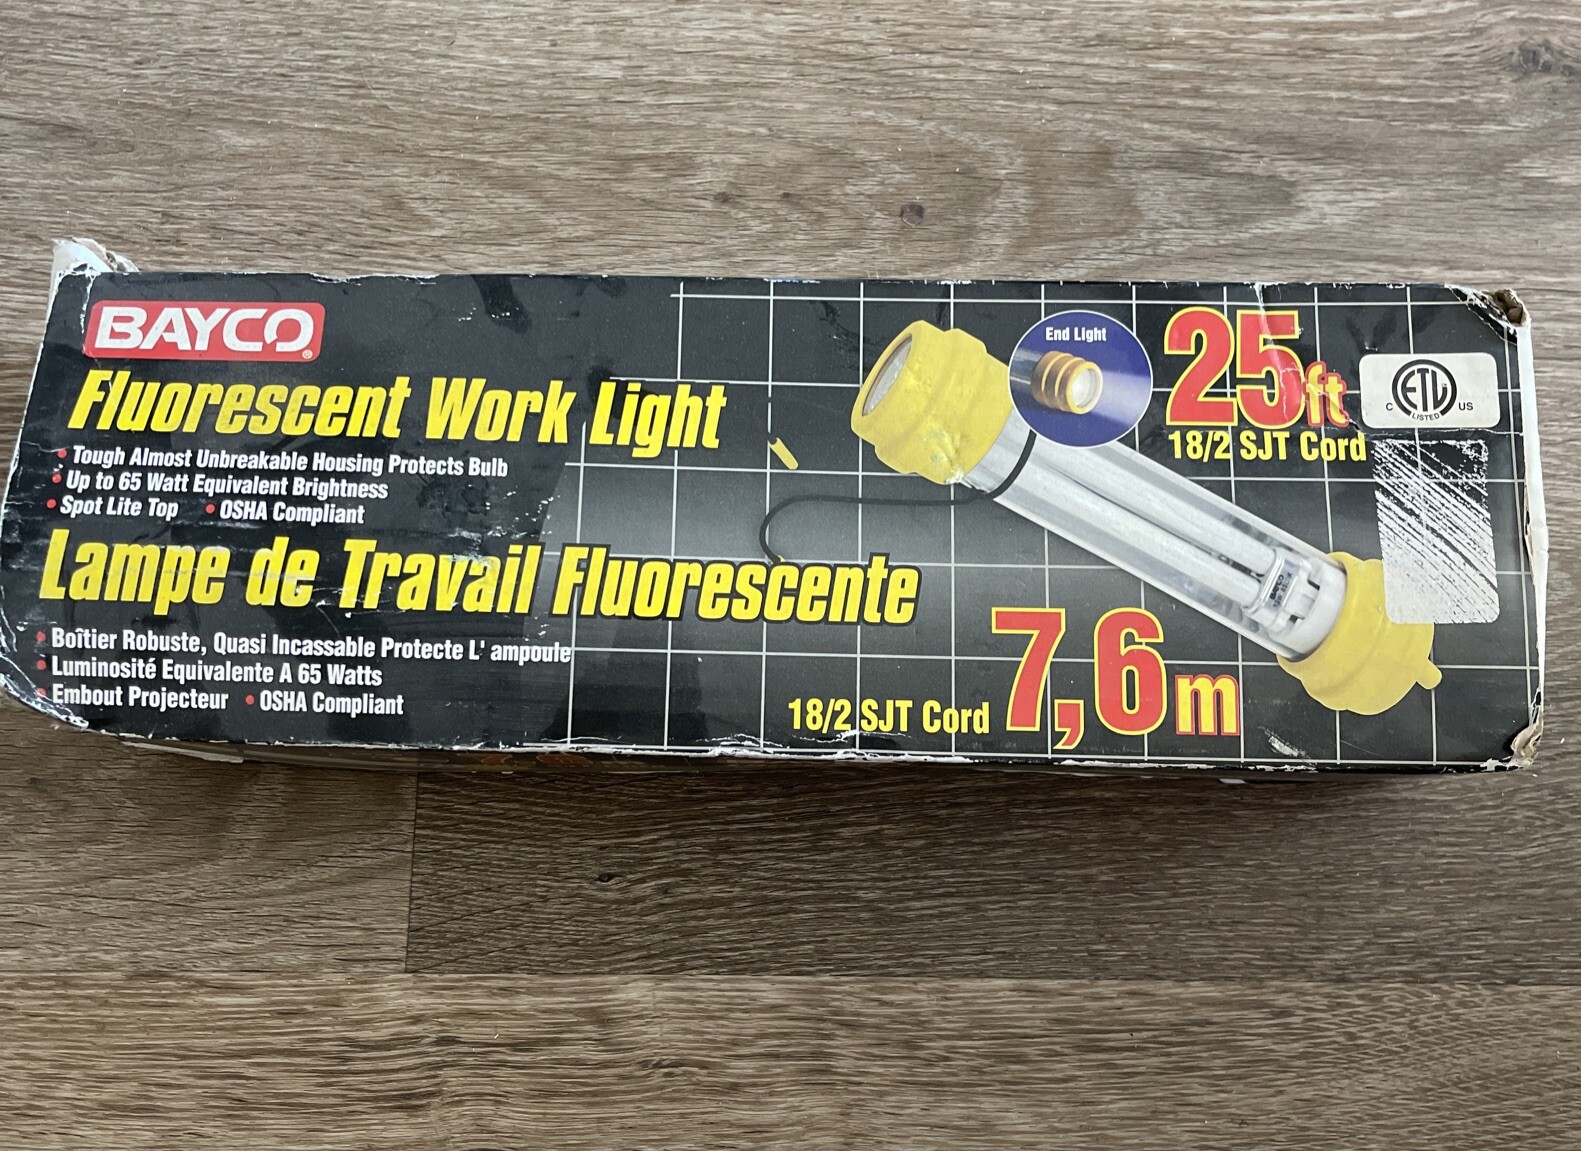 BAYCO®
Fluorescent Work Light
• Tough Almost Unbreakable Housing Protects Bulb
• Up to 65 Watt Equivalent Brightness
• Spot Lite Top • OSHA Compliant
Lampe de Travail Fluorescente
• Boîtier Robuste, Quasi Incassable Protecte L' ampoule
• Luminosité Equivalente A 65 Watts
• Embout Projecteur • OSHA Compliant
End Light
25ft
18/2 SJT Cord
C ETL US
LISTED
18/2 SJT Cord 7,6m